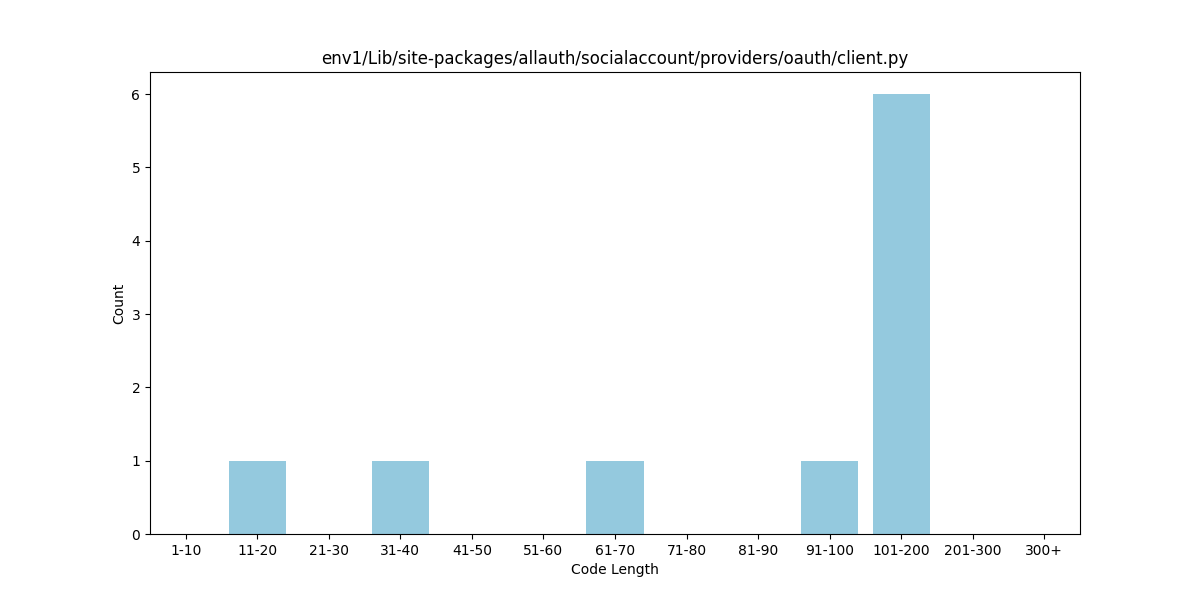 env1/Lib/site-packages/allauth/socialaccount/providers/oauth/client.py
6
5
4
3
2
1
0
Count
1-10 11-20 21-30 31-40 41-50 51-60 61-70 71-80 81-90 91-100 101-200 201-300 300+
Code Length